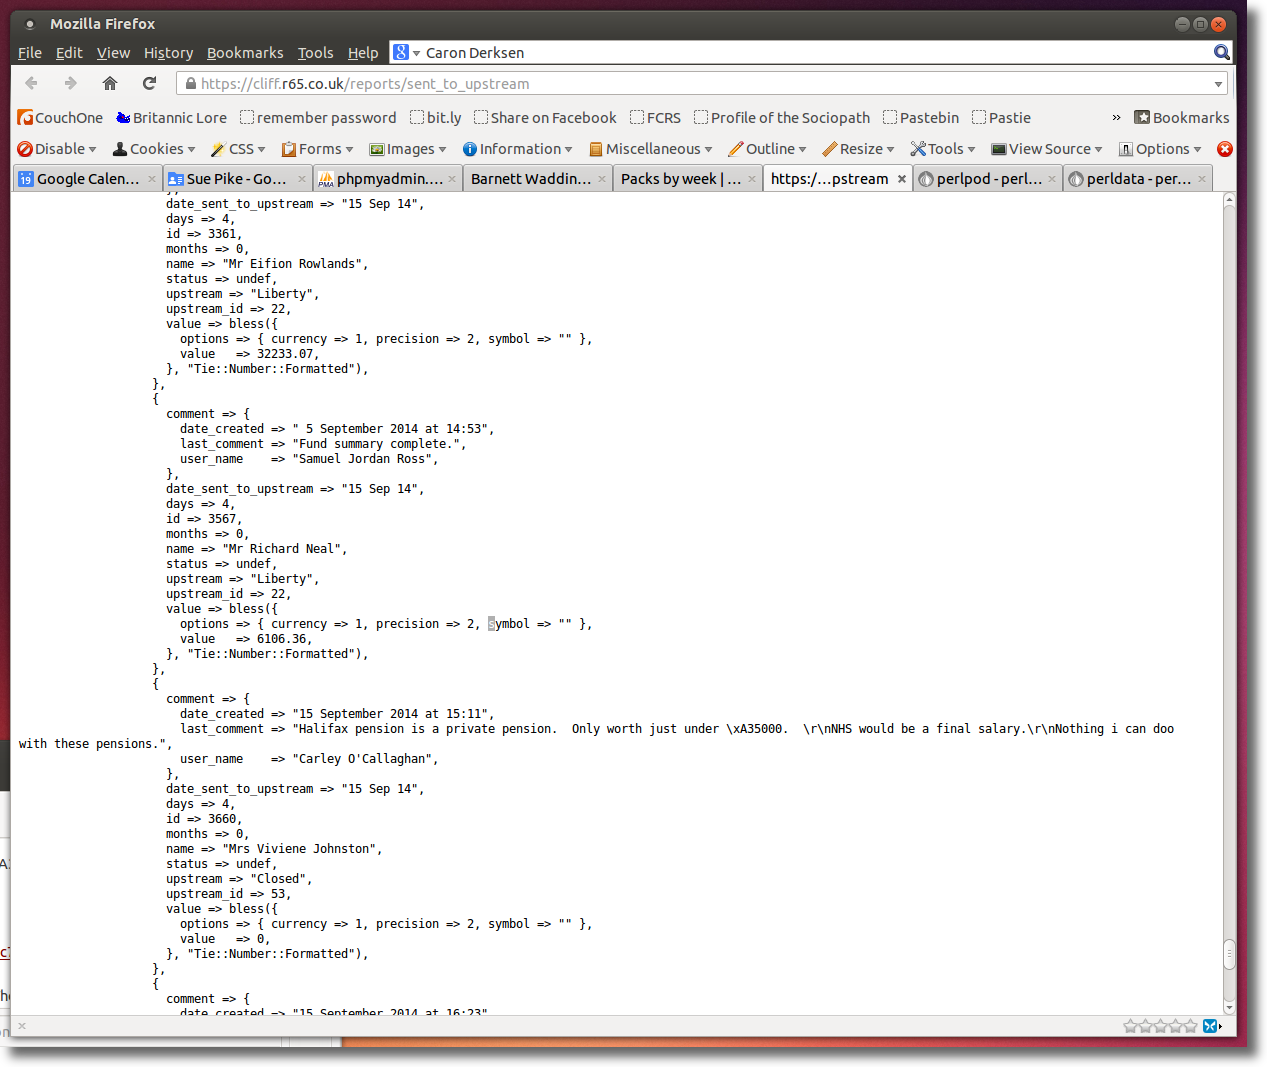 Mozilla Firefox
File Edit View History Bookmarks Tools Help Caron Derksen
https://cliff.r65.co.uk/reports/sent_to_upstream
CouchOne Britannic Lore remember password bit.ly Share on Facebook FCRS Profile of the Sociopath Pastebin Pastie » Bookmarks
Disable Cookies CSS Forms Images Information Miscellaneous Outline Resize Tools View Source Options
Google Calen... Sue Pike - Go... phpmyadmin.... Barnett Waddin... Packs by week | ... https:/...pstream perlpod - perl... perldata - per...
},
date_sent_to_upstream => "15 Sep 14",
days => 4,
id => 3361,
months => 0,
name => "Mr Eifion Rowlands",
status => undef,
upstream => "Liberty",
upstream_id => 22,
value => bless({
options => { currency => 1, precision => 2, symbol => "" },
value   => 32233.07,
}, "Tie::Number::Formatted"),
},
{
comment => {
date_created => " 5 September 2014 at 14:53",
last_comment => "Fund summary complete.",
user_name    => "Samuel Jordan Ross",
},
date_sent_to_upstream => "15 Sep 14",
days => 4,
id => 3567,
months => 0,
name => "Mr Richard Neal",
status => undef,
upstream => "Liberty",
upstream_id => 22,
value => bless({
options => { currency => 1, precision => 2, symbol => "" },
value   => 6106.36,
}, "Tie::Number::Formatted"),
},
{
comment => {
date_created => "15 September 2014 at 15:11",
last_comment => "Halifax pension is a private pension.  Only worth just under \xA35000.  \r\nNHS would be a final salary.\r\nNothing i can doo
with these pensions.",
user_name    => "Carley O'Callaghan",
},
date_sent_to_upstream => "15 Sep 14",
days => 4,
id => 3660,
months => 0,
name => "Mrs Viviene Johnston",
status => undef,
upstream => "Closed",
upstream_id => 53,
value => bless({
options => { currency => 1, precision => 2, symbol => "" },
value   => 0,
}, "Tie::Number::Formatted"),
},
{
comment => {
date_created => "15 September 2014 at 16:23"